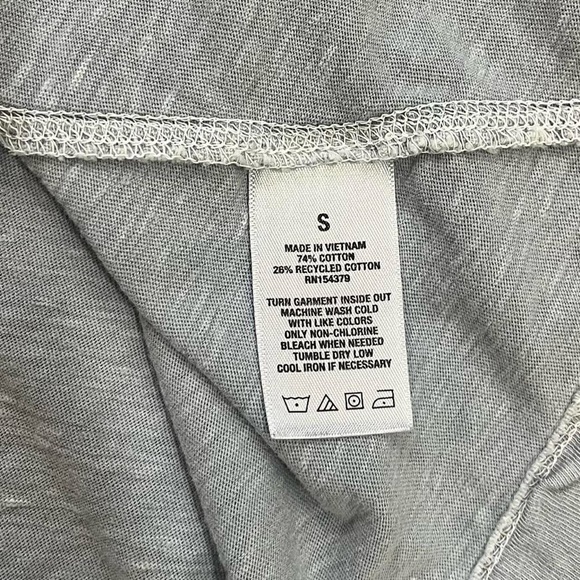 S
MADE IN VIETNAM
74% COTTON
26% RECYCLED COTTON
RN154379
TURN GARMENT INSIDE OUT
MACHINE WASH COLD
WITH LIKE COLORS
ONLY NON-CHLORINE
BLEACH WHEN NEEDED
TUMBLE DRY LOW
COOL IRON IF NECESSARY